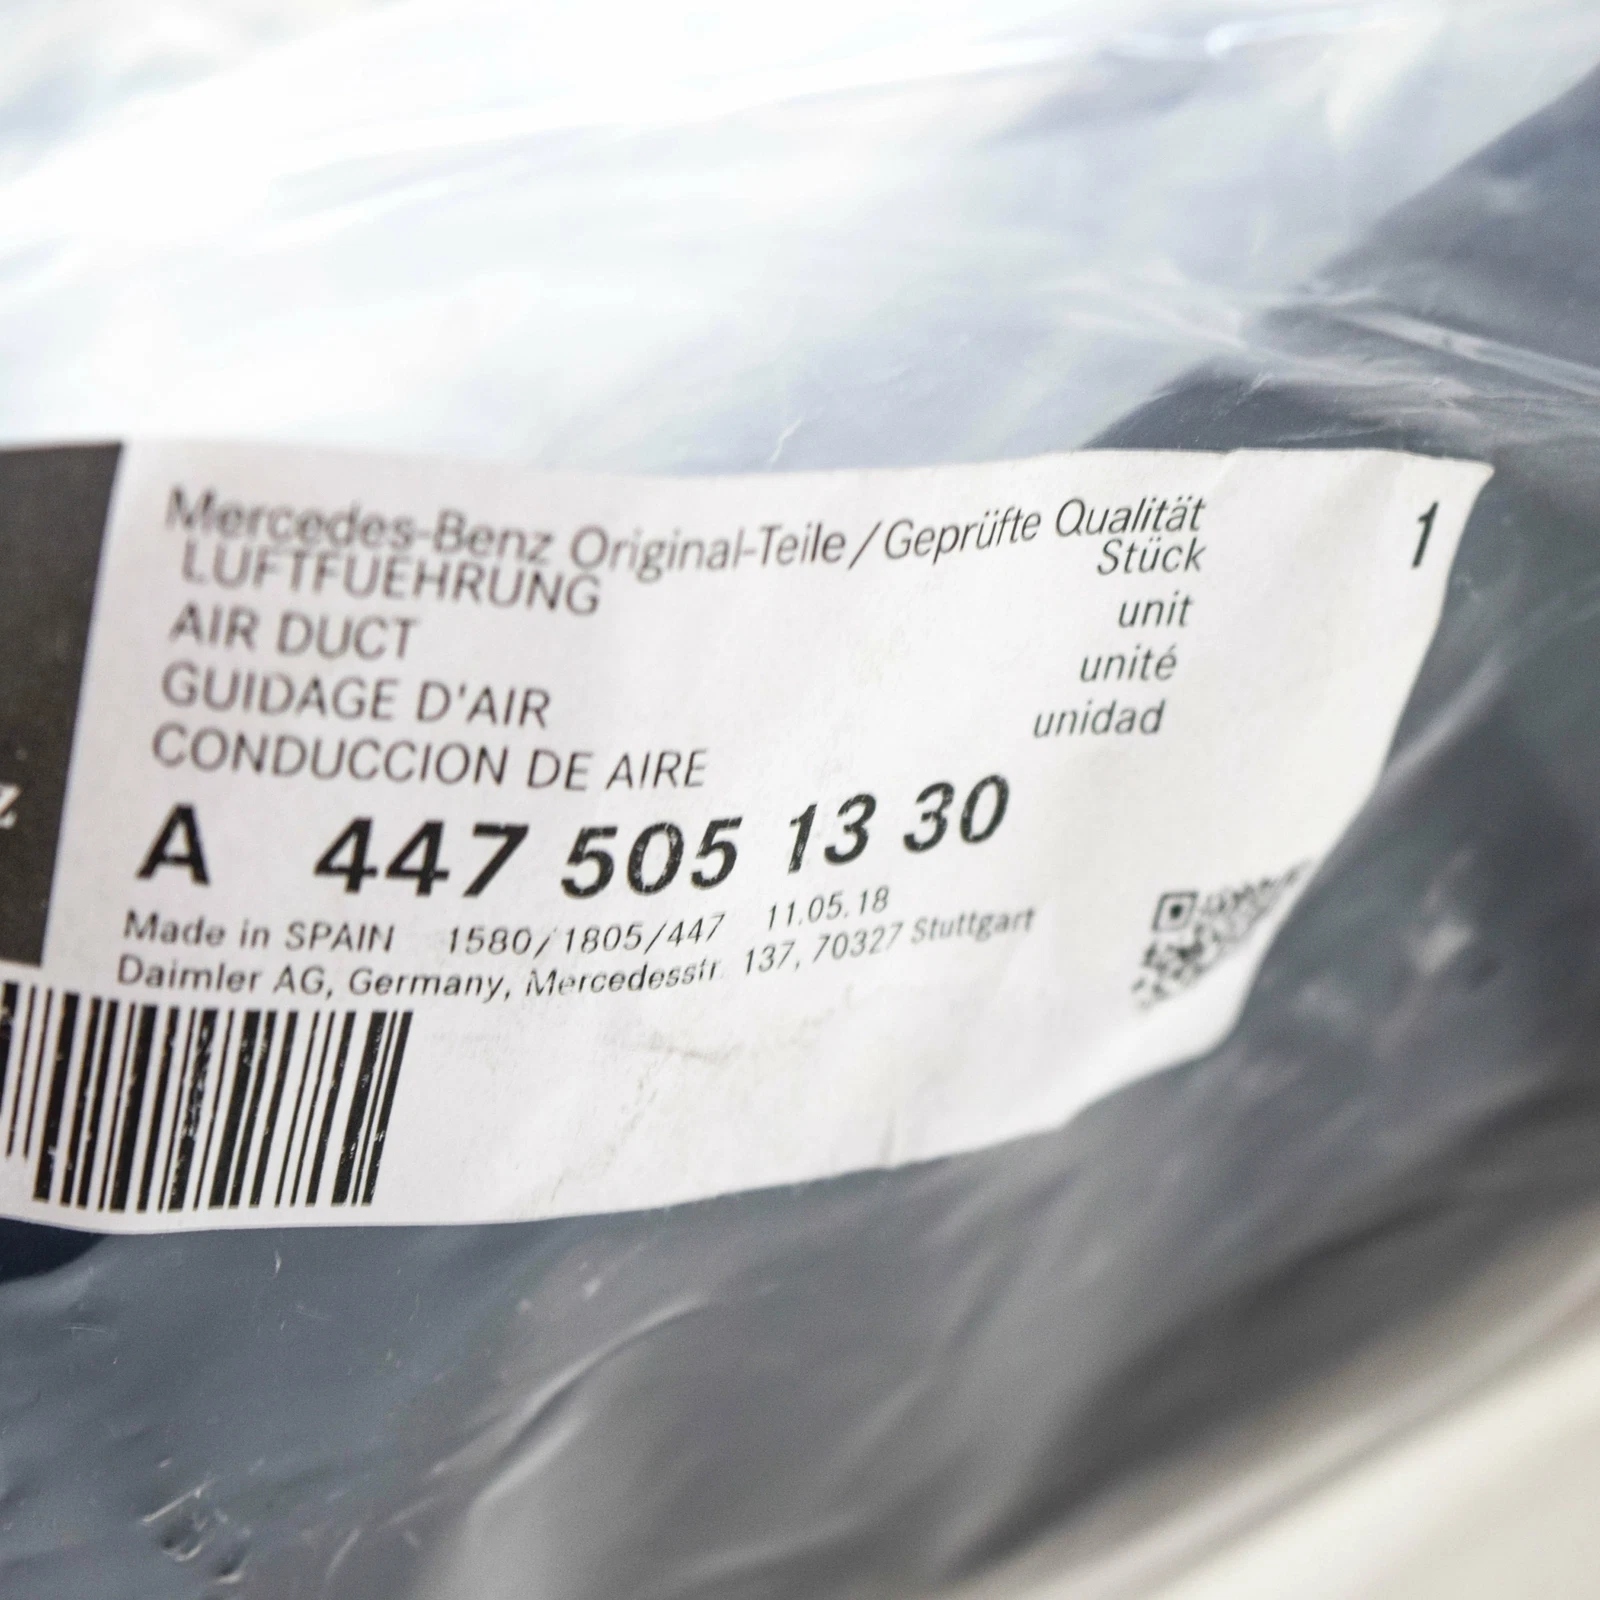 Mercedes-Benz Original-Teile/Geprüfte Qualität
LUFTFUEHRUNG Stück 1
AIR DUCT unit
GUIDAGE D'AIR unité
CONDUCCION DE AIRE unidad
A 447 505 13 30
Made in SPAIN 1580/1805/447 11.05.18
Daimler AG, Germany, Mercedesstr. 137, 70327 Stuttgart
z